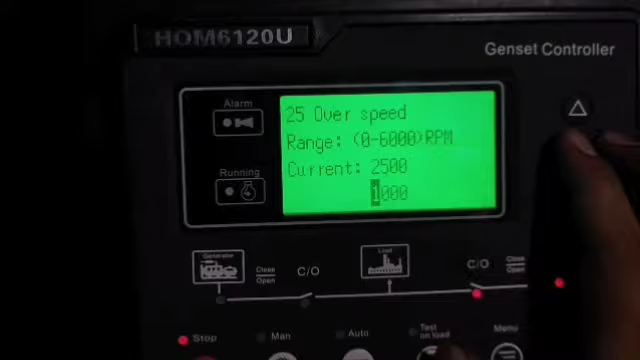 HOM6120U
Genset Controller
Alarm
25 Over speed
Range: (0-6000)RPM
Running
Current: 2500
1000
Generator
Close
Open
C/O
Load
C/O
Close
Open
Stop
Man
Auto
Test
on load
Menu